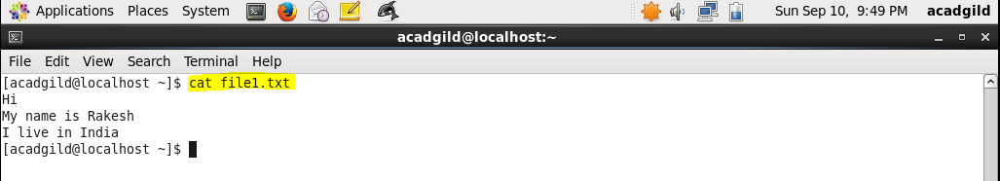 Applications Places System Sun Sep 10, 9:49 PM acadgild
acadgild@localhost:~
File Edit View Search Terminal Help
[acadgild@localhost ~]$ cat file1.txt
Hi
My name is Rakesh
I live in India
[acadgild@localhost ~]$